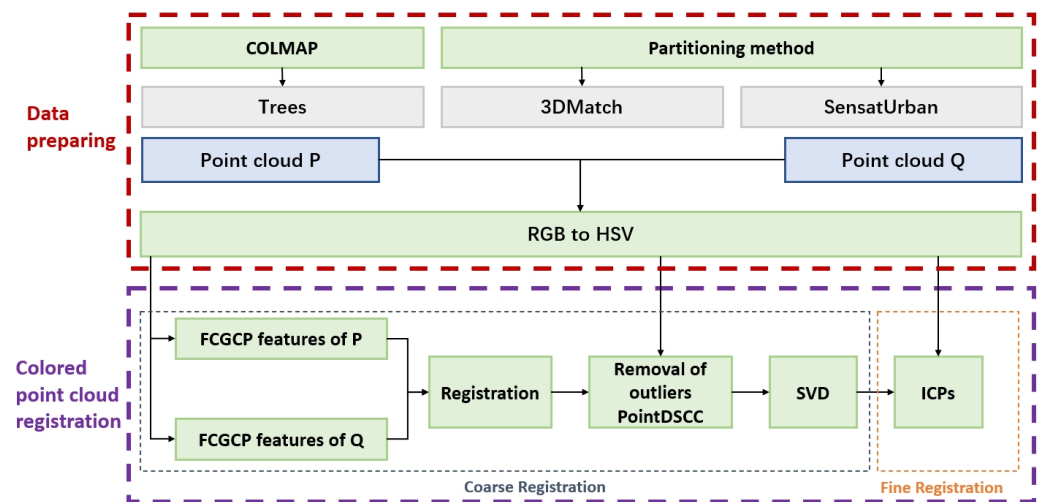 COLMAP
Partitioning method
Trees
3DMatch
SensatUrban
Data
preparing
Point cloud P
Point cloud Q
RGB to HSV
Colored
point cloud
registration
FCGCP features of P
FCGCP features of Q
Registration
Removal of
outliers
PointDSCC
SVD
ICPs
Coarse Registration
Fine Registration